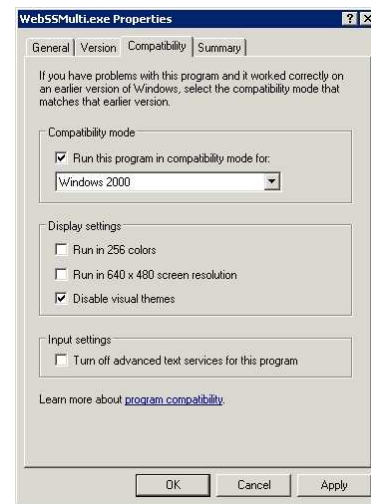 WebSSMulti.exe Properties
General Version Compatibility Summary
If you have problems with this program and it worked correctly on
an earlier version of Windows, select the compatibility mode that
matches that earlier version.
Compatibility mode
Run this program in compatibility mode for:
Windows 2000
Display settings
Run in 256 colors
Run in 640 x 480 screen resolution
Disable visual themes
Input settings
Turn off advanced text services for this program
Learn more about program compatibility.
OK Cancel Apply